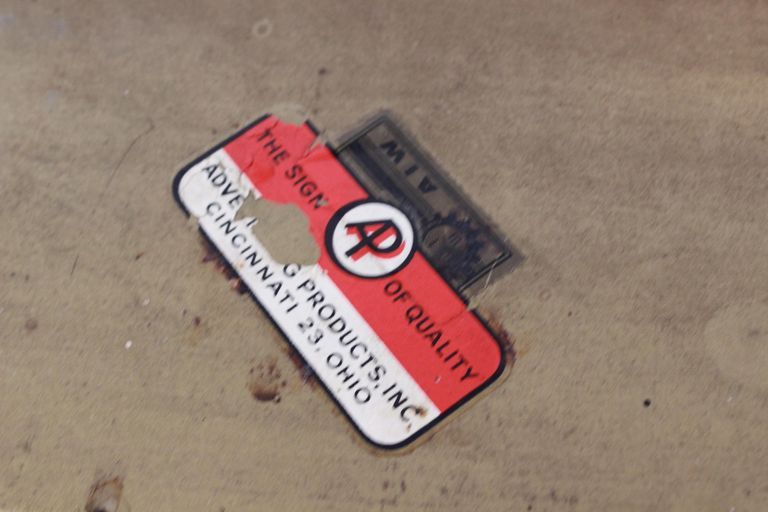 THE SIGN AP OF QUALITY
ADVE G PRODUCTS, INC.
CINCINNATI 23, OHIO